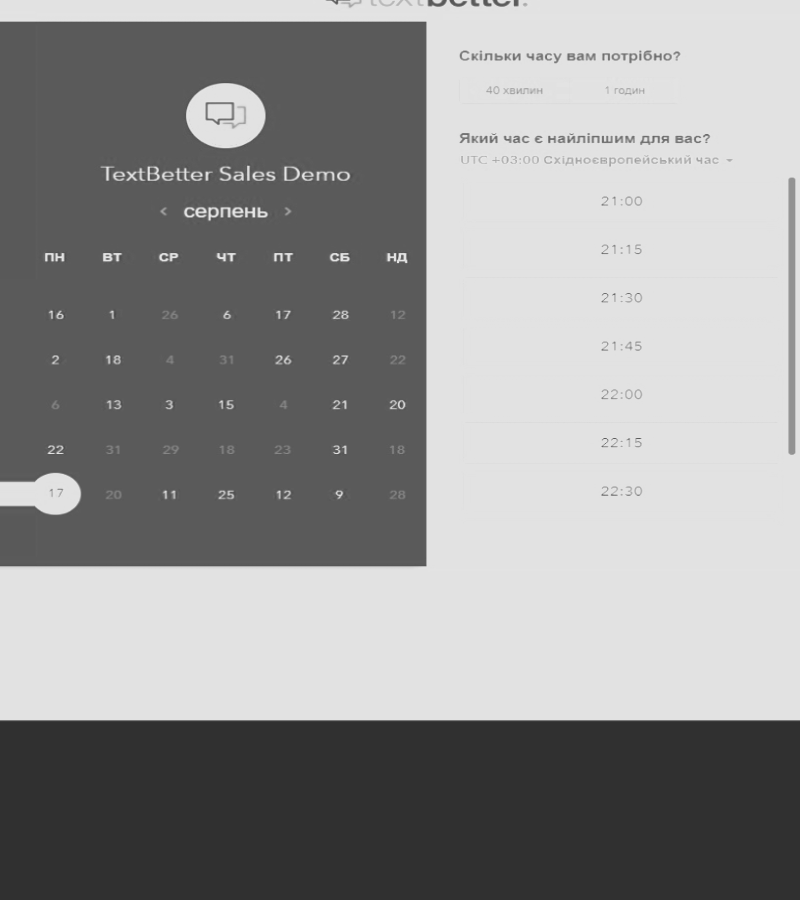 textbetter.
TextBetter Sales Demo
< серпень >
ПН ВТ СР ЧТ ПТ СБ НД
16 1 26 6 17 28 12
2 18 4 31 26 27 22
6 13 3 15 4 21 20
22 31 29 18 23 31 18
17 20 11 25 12 9 28
Скільки часу вам потрібно?
40 хвилин 1 годин
Який час є найліпшим для вас?
UTC +03:00 Східноєвропейський час
21:00
21:15
21:30
21:45
22:00
22:15
22:30